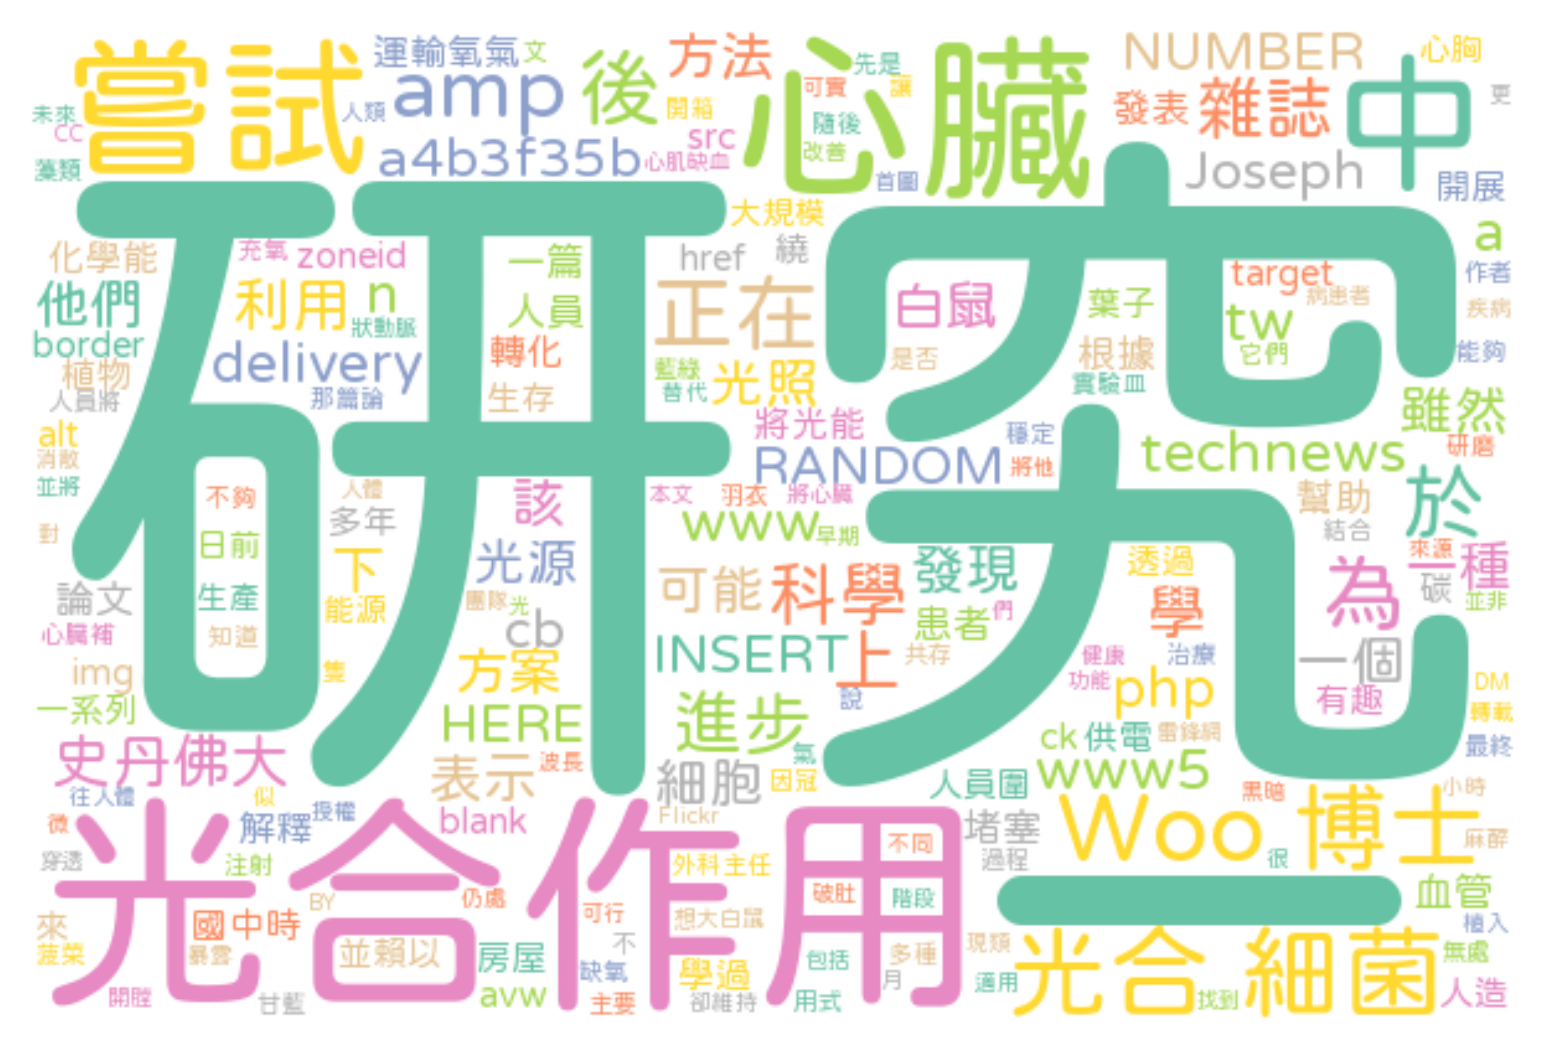 嘗試
運輸氧氣
文
人類
amp
a4b3f35b
後
方法
開箱
src
心肌缺血
心臟
先是
可實
讓
隨後
改善
首圖
NUMBER
心胸
發表
雜誌
中
更
Joseph
開展
未來
CC
藻類
研究
大規模
化學能
充氧
zoneid
一篇
href
繞
a
target
作者
他們
利用
n
狀動脈
人員
正在
白鼠
葉子
tw
病患者
疾病
border
delivery
轉化
藍綠
光照
是否
根據
它們
能夠
植物
人員將
那篇論
生存
替代
實驗皿
雖然
alt
消散
將光能
穩定
technews
研磨
並將
RANDOM
將他
不夠
人體
該
本文
羽衣
將心臟
幫助
於
對
日前
多年
www
早期
結合
下
光源
發現
透過
來源
一種
論文
生產
能源
團隊
光
可能
科學
為
碳
並非
心臟補
知道
cb
患者
們
學
img
隻
方案
INSERT
上
共存
健康
治療
一個
一系列
HERE
進步
說
功能
php
有趣
DM
轉載
史丹佛大
表示
波長
氣
ck
供電
雷鋒網
最終
細胞
因冠
人員圍
www5
往人體
似
授權
blank
Flickr
黑暗
小時
微
解釋
堵塞
Woo
博士
穿透
注射
光合作用
外科主任
不同
過程
很
麻醉
BY
仍處
破肚
階段
一
血管
來
國中時
可行
想大白鼠
植入
菠菜
暴露
並賴以
房屋
不
缺氧
學過
包括
多種
現類
光合細菌
無處
開膛
甘藍
avw
主要
卻維持
用式
月
適用
找到
人造